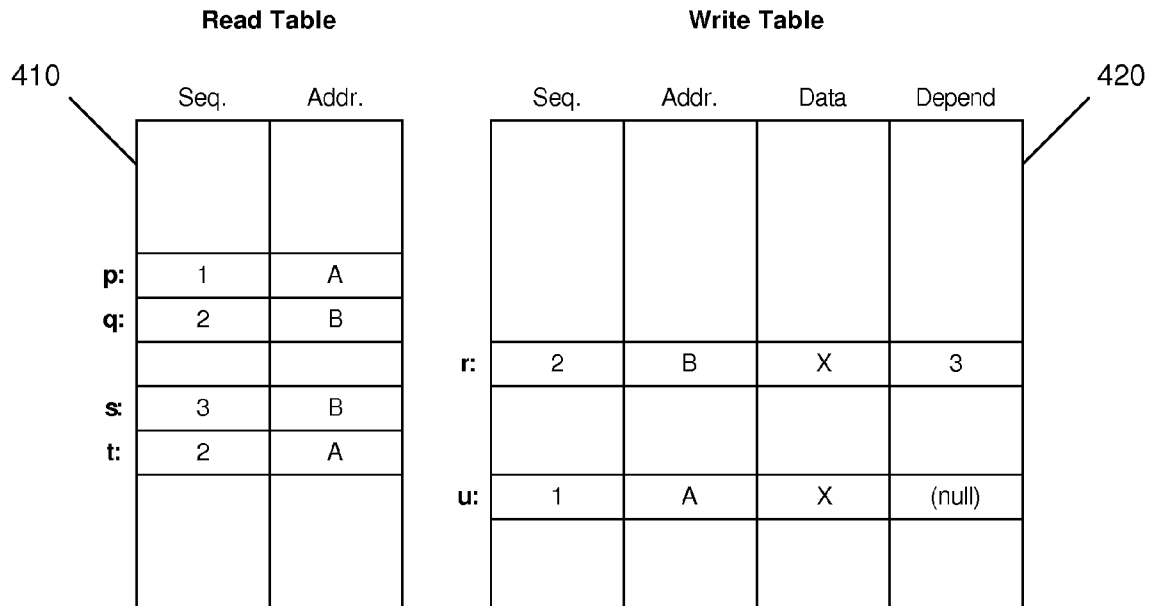 Read Table Write Table
410 420
Seq. Addr. Seq. Addr. Data Depend
p: 1 A
q: 2 B
r: 2 B X 3
s: 3 B
t: 2 A
u: 1 A X (null)